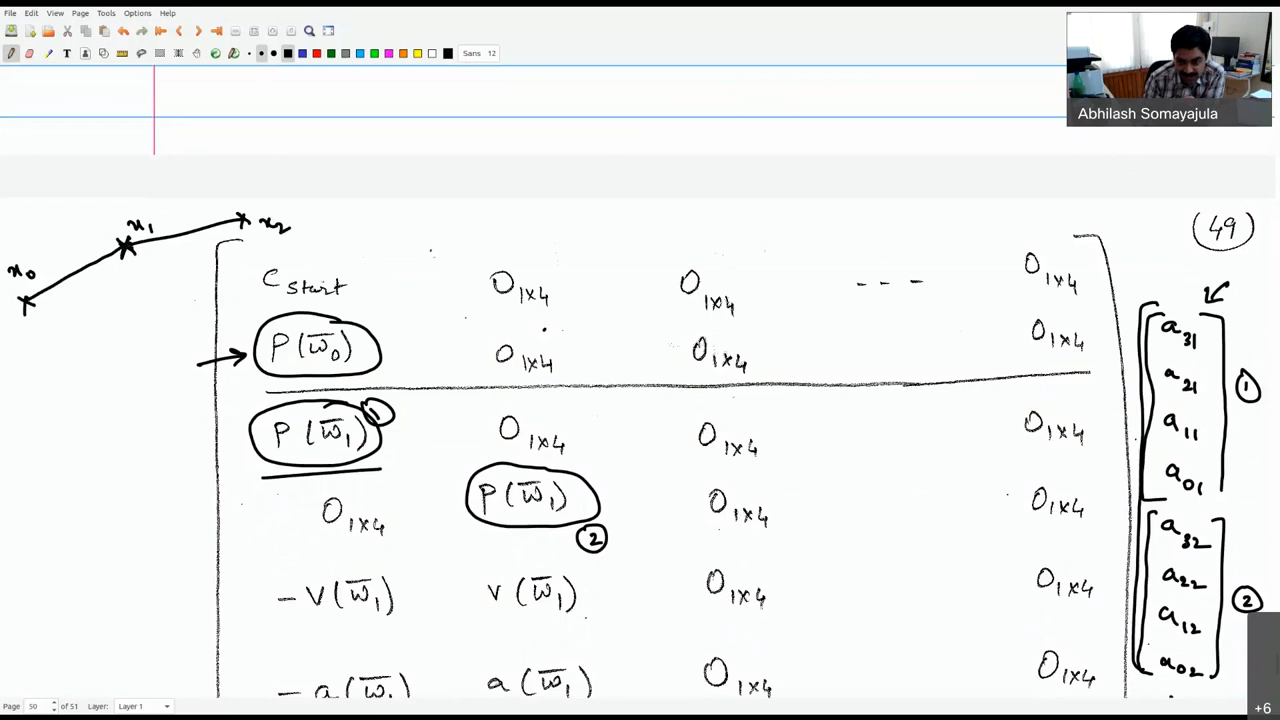 File Edit View Page Tools Options Help
Sans 12
Abhilash Somayajula
x₀ x₁ x₂
(49)
C start 0 1x4 0 1x4 - - - 0 1x4
P(w̅₀) 0 1x4 0 1x4 0 1x4
P(w̅₁) ① 0 1x4 0 1x4 0 1x4
0 1x4 P(w̅₁) ② 0 1x4 0 1x4
-V(w̅₁) V(w̅₁) 0 1x4 0 1x4
-a(w̅₁) a(w̅₁) 0 1x4 0 1x4
a₃₁
a₂₁ ①
a₁₁
a₀₁
a₃₂
a₂₂ ②
a₁₂
a₀₂
Page 50 of 51 Layer: Layer 1
+6